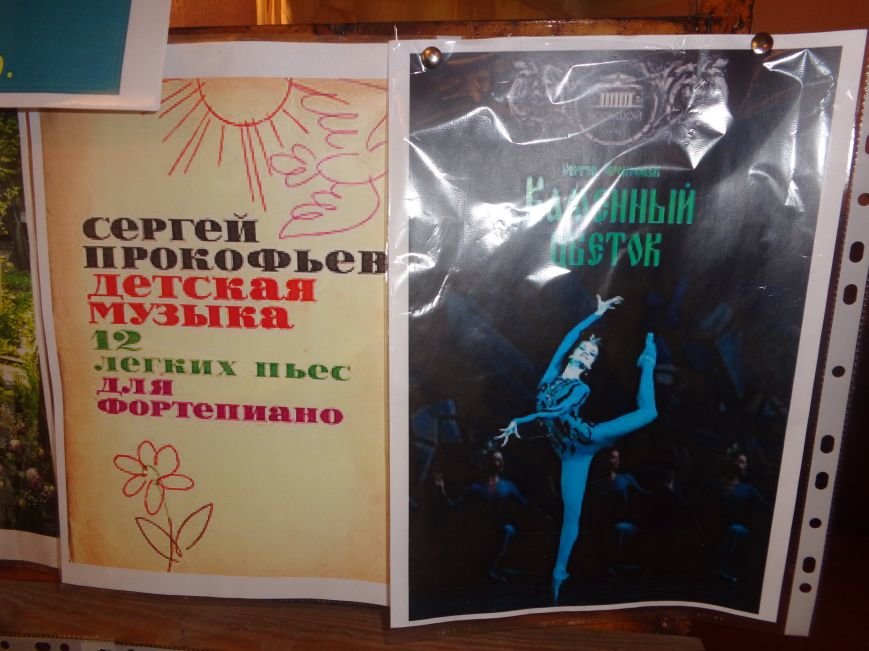 СЕРГЕЙ
ПРОКОФЬЕВ
ДЕТСКАЯ
МУЗЫКА
12
ЛЕГКИХ ПЬЕС
ДЛЯ
ФОРТЕПИАНО
Каменный
цветок